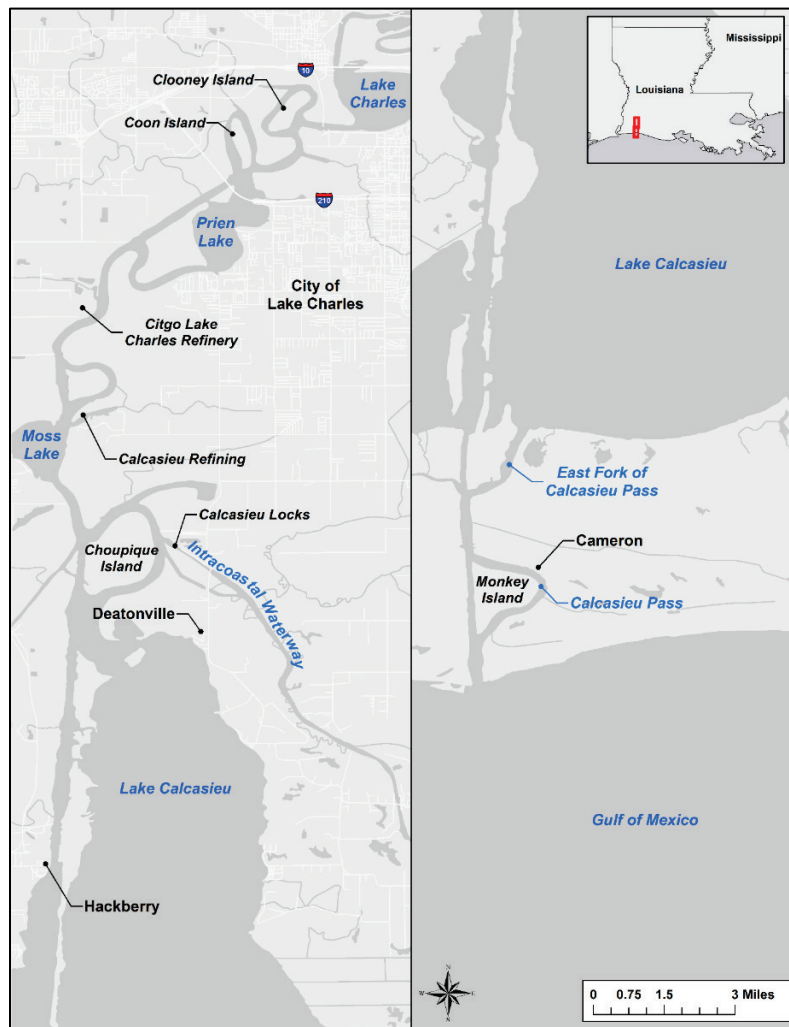 Clooney Island
10
Lake
Charles
Coon Island
210
Prien
Lake
City of
Lake Charles
Citgo Lake
Charles Refinery
Moss
Lake
Calcasieu Refining
Calcasieu Locks
Choupique
Island
Intracoastal Waterway
Deatonville
Lake Calcasieu
Hackberry
Mississippi
Louisiana
Lake Calcasieu
East Fork of
Calcasieu Pass
Cameron
Monkey
Island
Calcasieu Pass
Gulf of Mexico
N
W
E
S
0 0.75 1.5 3 Miles